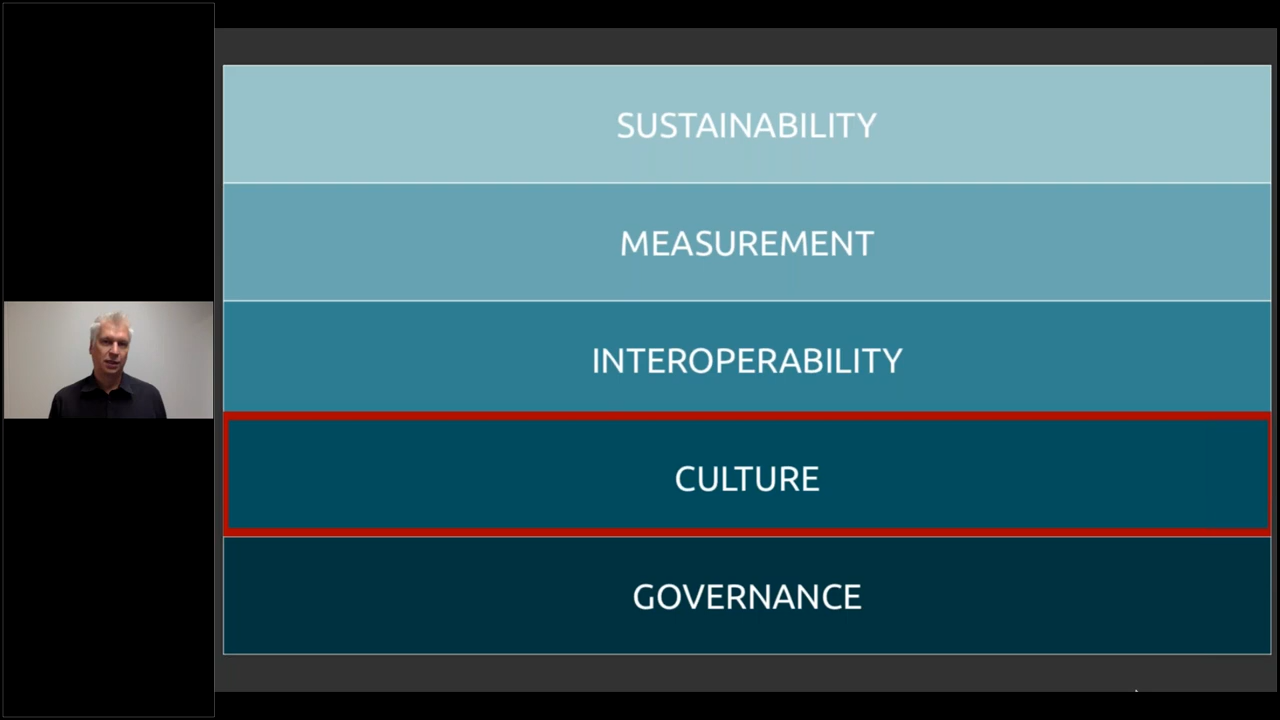 SUSTAINABILITY
MEASUREMENT
INTEROPERABILITY
CULTURE
GOVERNANCE